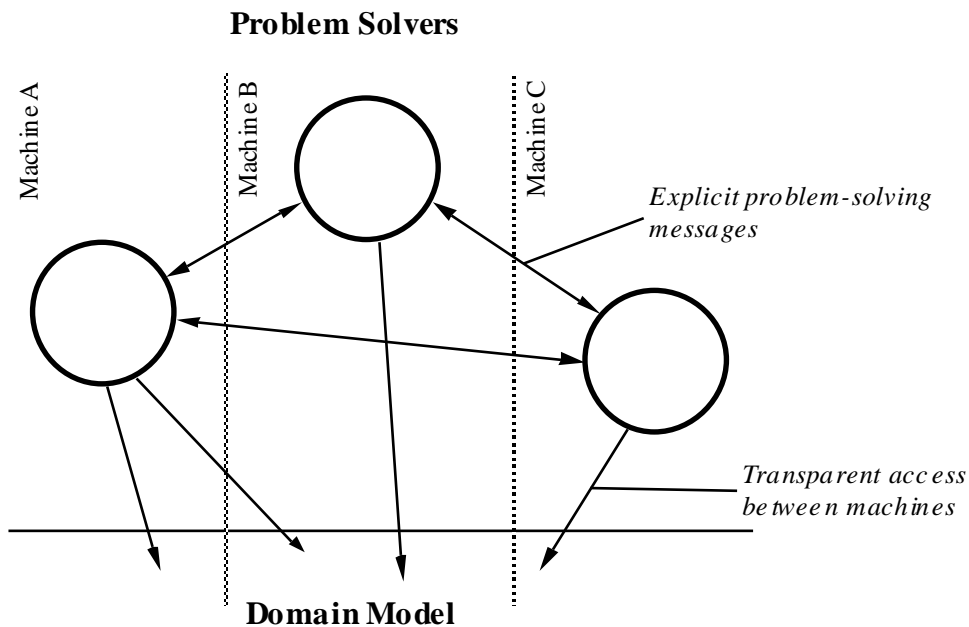 Problem Solvers
Machine A
Machine B
Machine C
Explicit problem-solving
messages
Transparent access
between machines
Domain Model